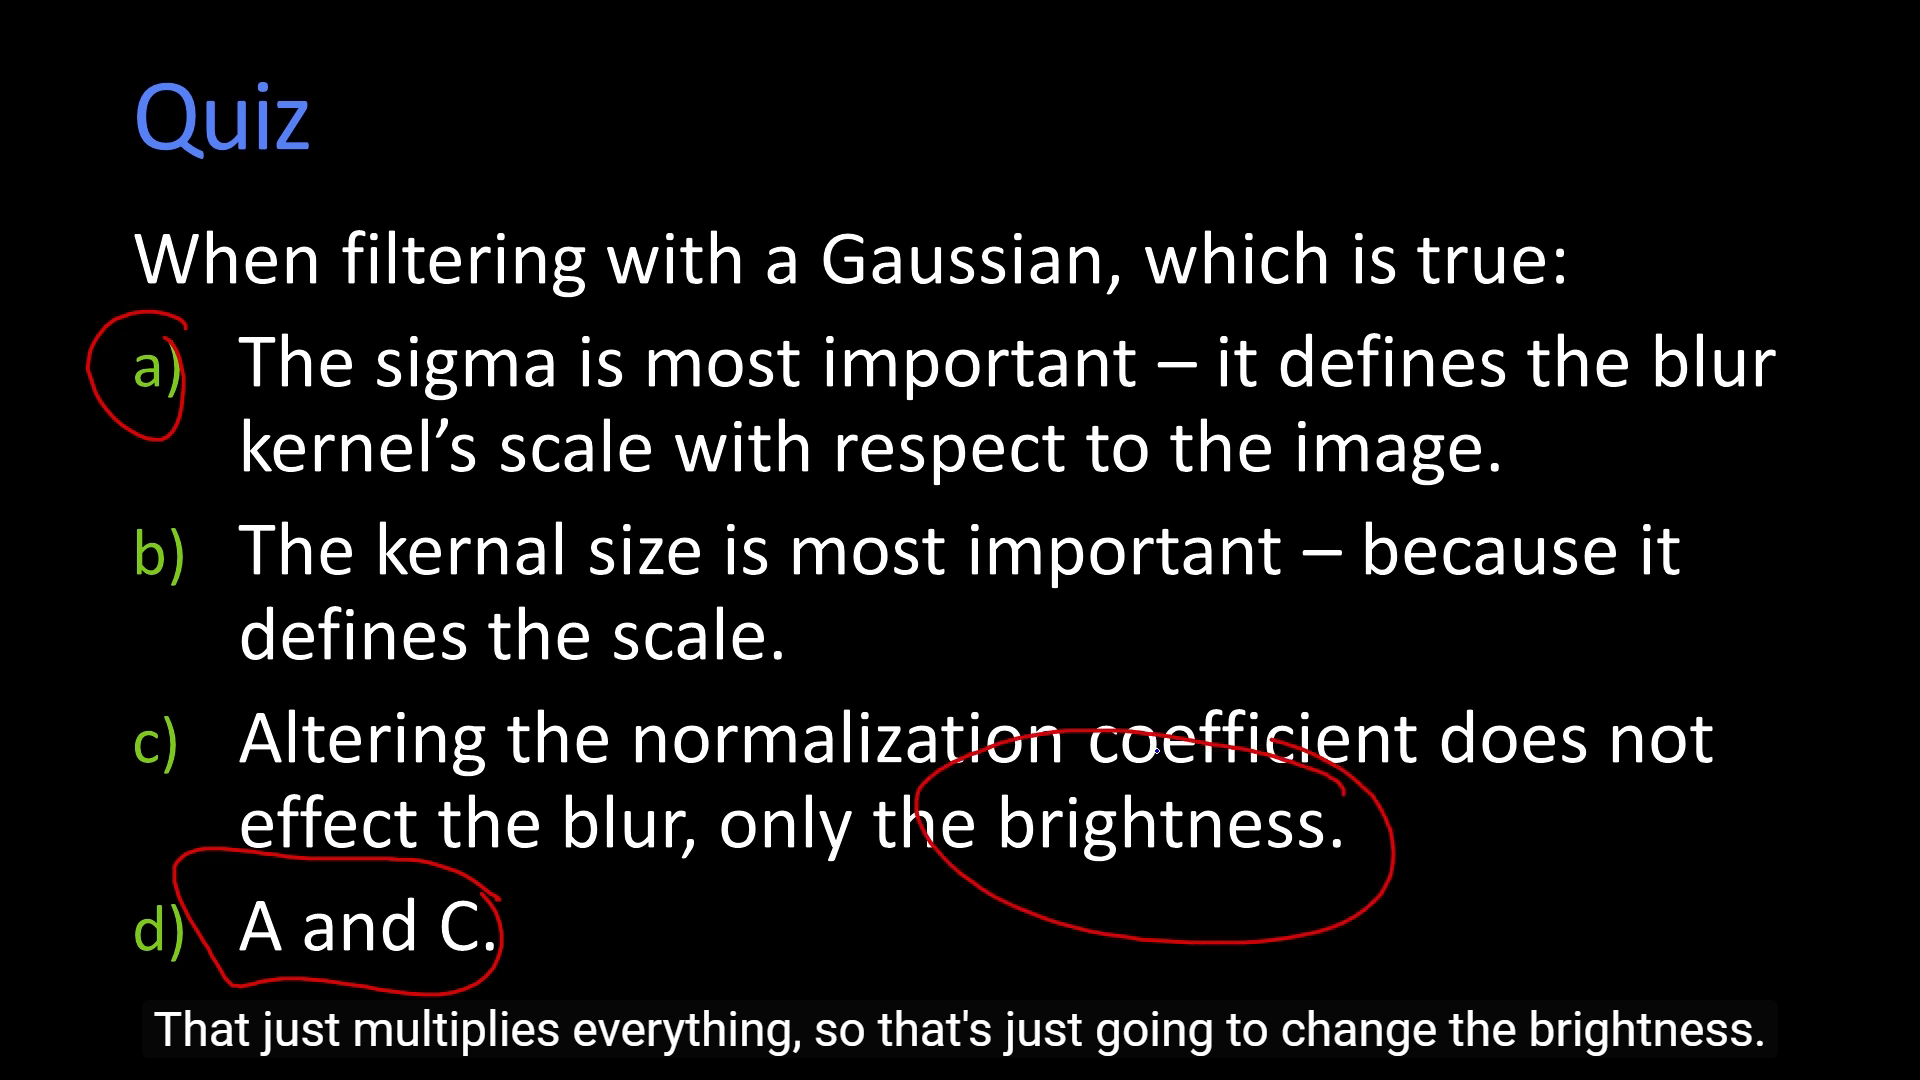 Quiz
When filtering with a Gaussian, which is true:
a) The sigma is most important – it defines the blur
kernel’s scale with respect to the image.
b) The kernal size is most important – because it
defines the scale.
c) Altering the normalization coefficient does not
effect the blur, only the brightness.
d) A and C.
That just multiplies everything, so that's just going to change the brightness.